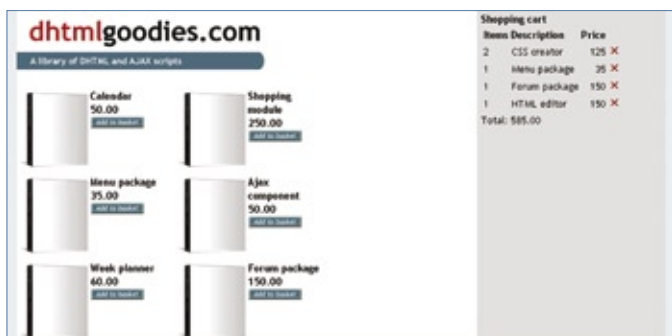 dhtmlgoodies.com
A library of DHTML and AJAX scripts
Calendar
50.00
Add to basket
Shopping
module
250.00
Add to basket
Menu package
35.00
Add to basket
Ajax
component
50.00
Add to basket
Week planner
60.00
Add to basket
Forum package
150.00
Add to basket
Shopping cart
Items Description Price
2 CSS creator 125
1 Menu package 35
1 Forum package 150
1 HTML editor 150
Total: 585.00